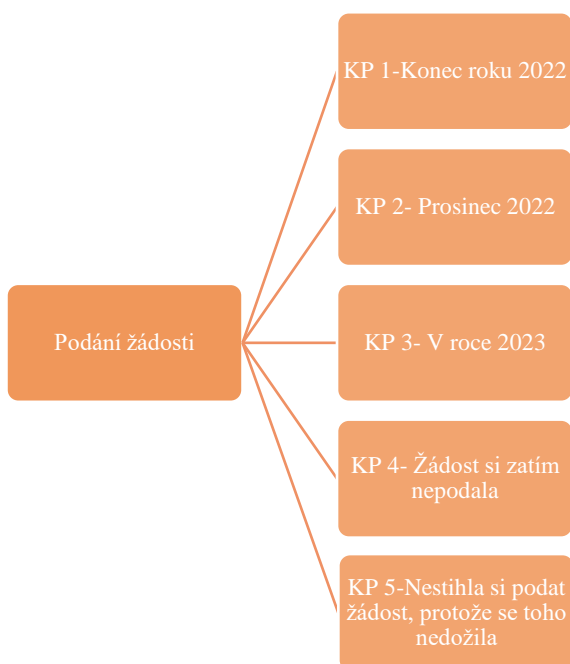 KP 1-Konec roku 2022
KP 2- Prosinec 2022
Podání žádosti
KP 3- V roce 2023
KP 4- Žádost si zatím
nepodala
KP 5-Nestihla si podat
žádost, protože se toho
nedožila